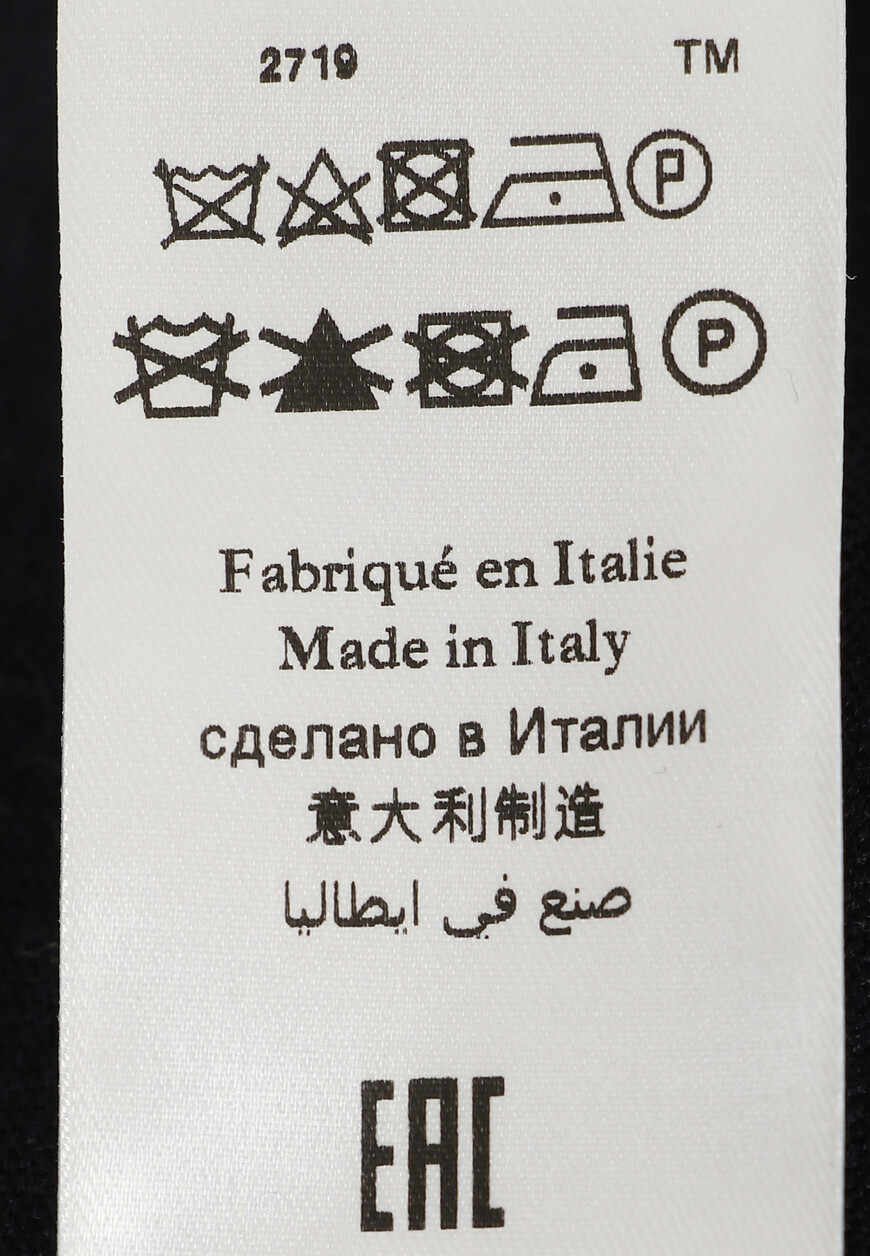 2719 TM
P
P
Fabriqué en Italie
Made in Italy
сделано в Италии
意大利制造
صنع في ايطاليا
EAC